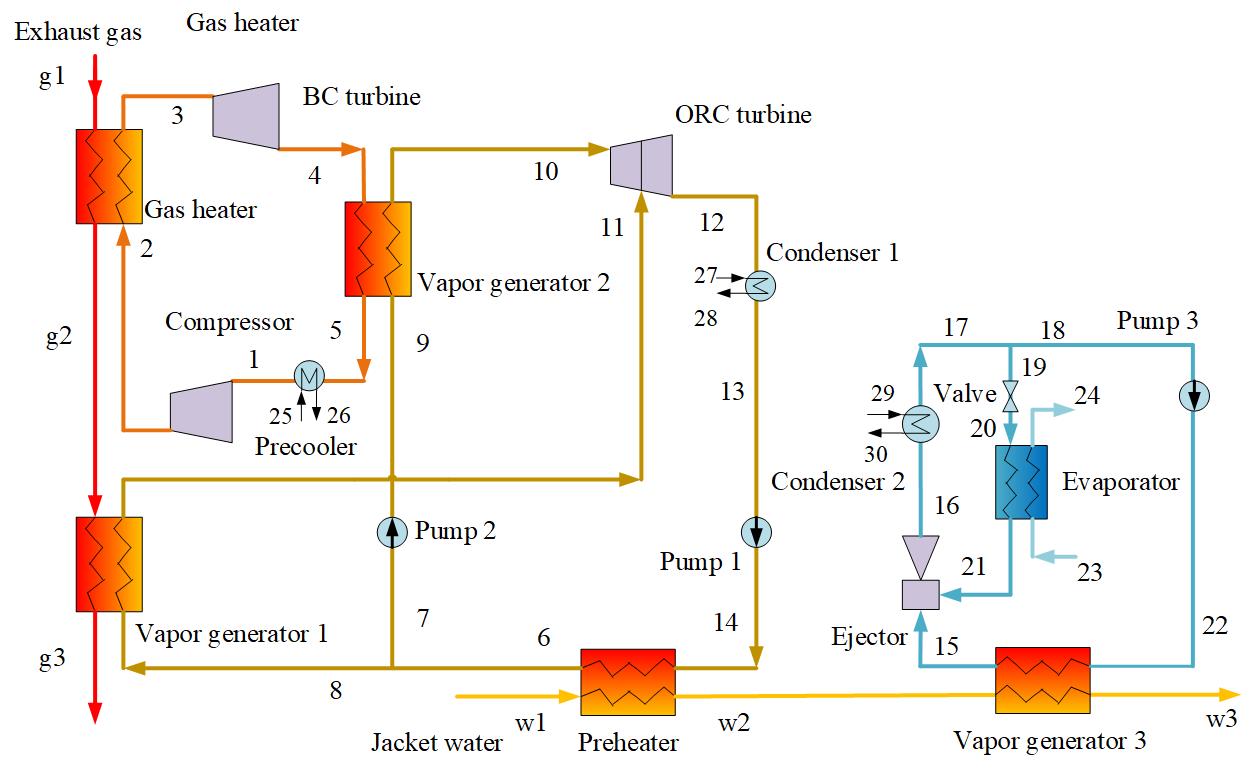 Gas heater
Exhaust gas
g1
BC turbine
3
ORC turbine
4
10
Gas heater
11
12
2
Condenser 1
27
Vapor generator 2
28
Compressor
5
9
g2
1
17
18
Pump 3
19
25
26
13
29
Valve
24
20
Precooler
30
Condenser 2
Evaporator
16
Pump 2
Pump 1
21
23
7
14
22
Vapor generator 1
6
Ejector
15
g3
8
w1
w2
w3
Jacket water
Preheater
Vapor generator 3